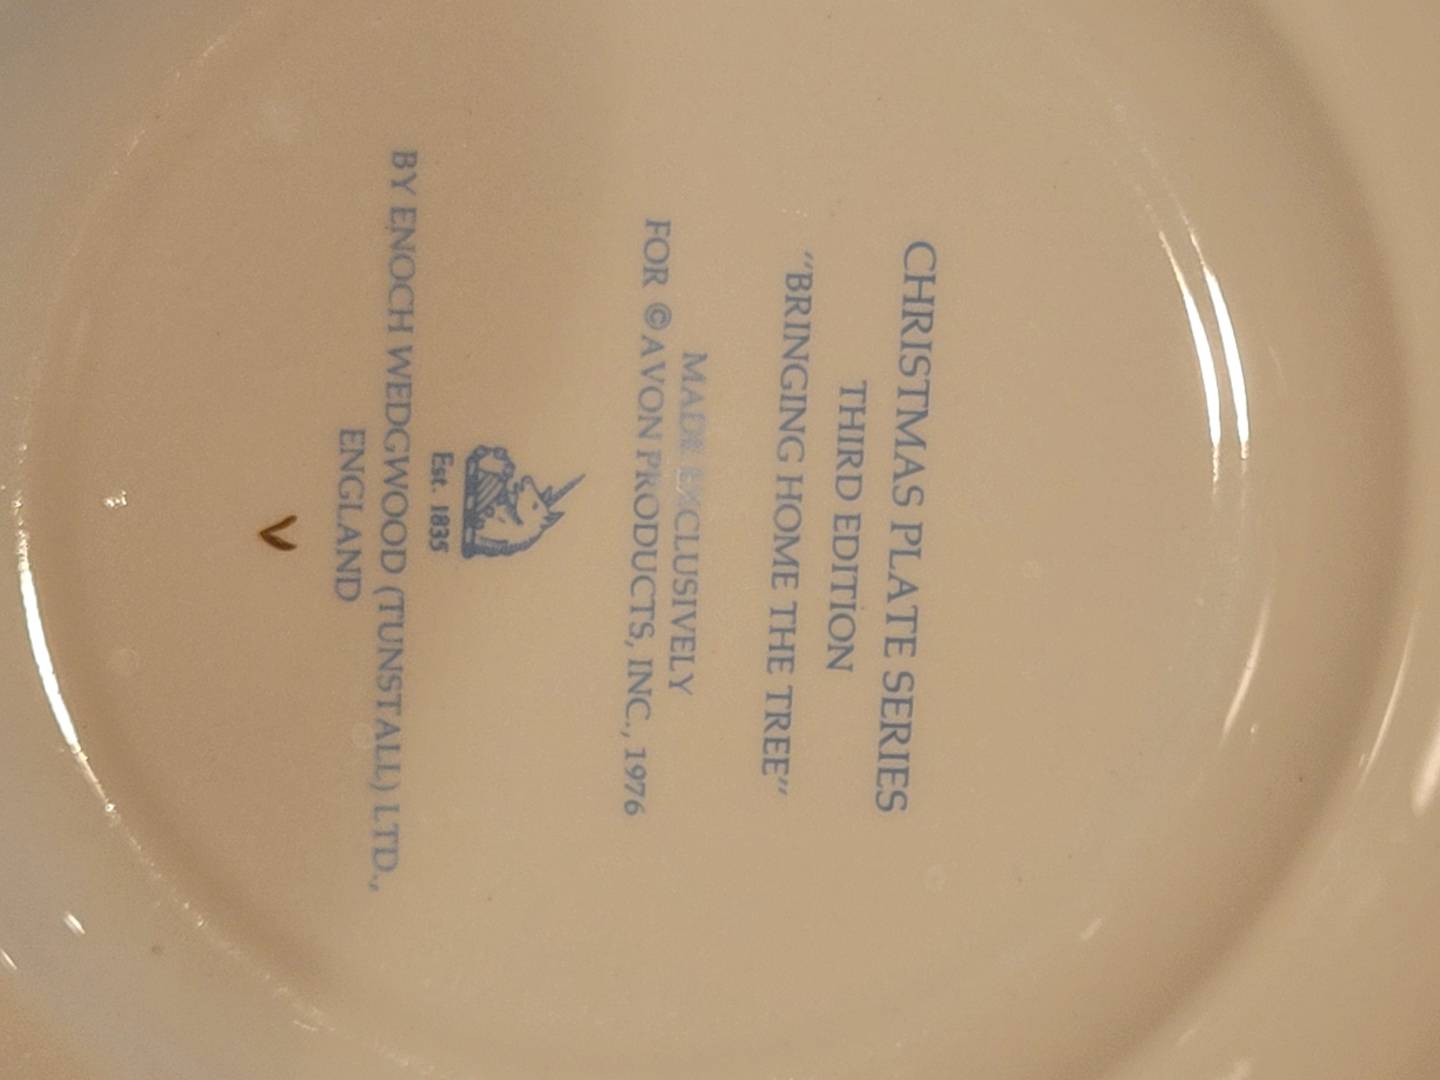 CHRISTMAS PLATE SERIES
THIRD EDITION
“BRINGING HOME THE TREE”
MADE EXCLUSIVELY
FOR © AVON PRODUCTS, INC., 1976
Est. 1835
BY ENOCH WEDGWOOD (TUNSTALL) LTD.,
ENGLAND
V